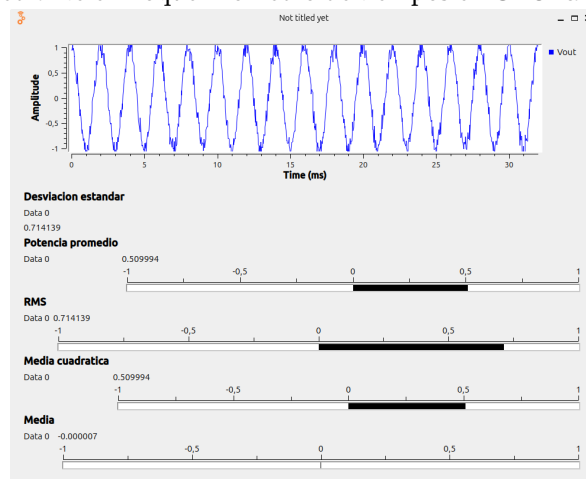 Not titled yet
Vout
Amplitude
1
0,5
0
-0,5
-1
0 5 10 15 20 25 30
Time (ms)
Desviacion estandar
Data 0
0.714139
Potencia promedio
Data 0 0.509994
-1 -0,5 0 0,5 1
RMS
Data 0 0.714139
-1 -0,5 0 0,5 1
Media cuadratica
Data 0 0.509994
-1 -0,5 0 0,5 1
Media
Data 0 -0.000007
-1 -0,5 0 0,5 1